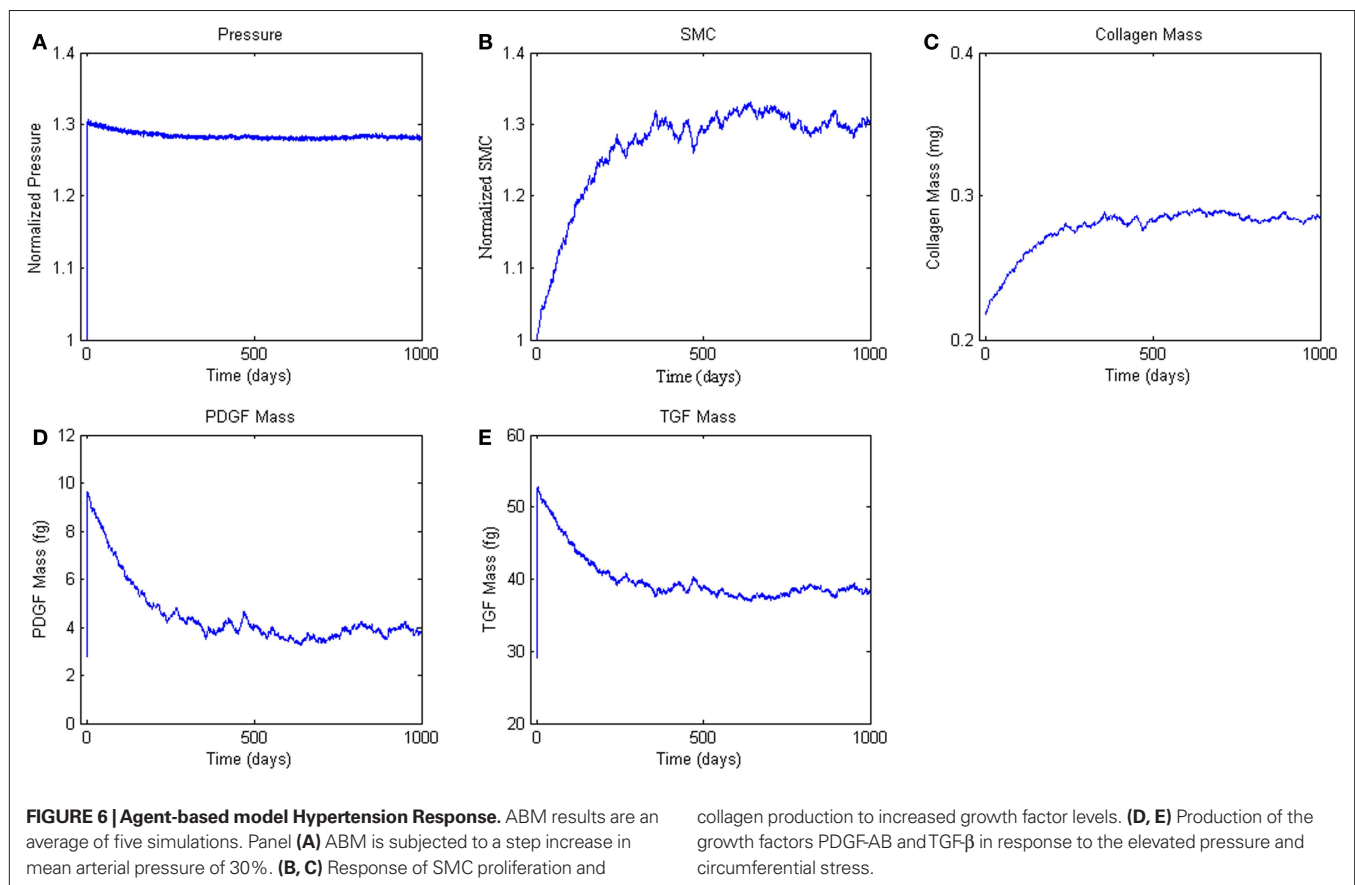 A
Pressure
1.4
1.3
1.2
1.1
1
Normalized Pressure
0
500
1000
Time (days)
B
SMC
1.4
1.3
1.2
1.1
1
Normalized SMC
0
500
1000
Time (days)
C
Collagen Mass
0.4
0.3
0.2
Collagen Mass (mg)
0
500
1000
Time (days)
D
PDGF Mass
12
10
8
6
4
2
0
PDGF Mass (fg)
0
500
1000
Time (days)
E
TGF Mass
60
50
40
30
20
TGF Mass (fg)
0
500
1000
Time (days)
FIGURE 6 | Agent-based model Hypertension Response. ABM results are an
average of five simulations. Panel (A) ABM is subjected to a step increase in
mean arterial pressure of 30%. (B, C) Response of SMC proliferation and
collagen production to increased growth factor levels. (D, E) Production of the
growth factors PDGF-AB and TGF-β in response to the elevated pressure and
circumferential stress.